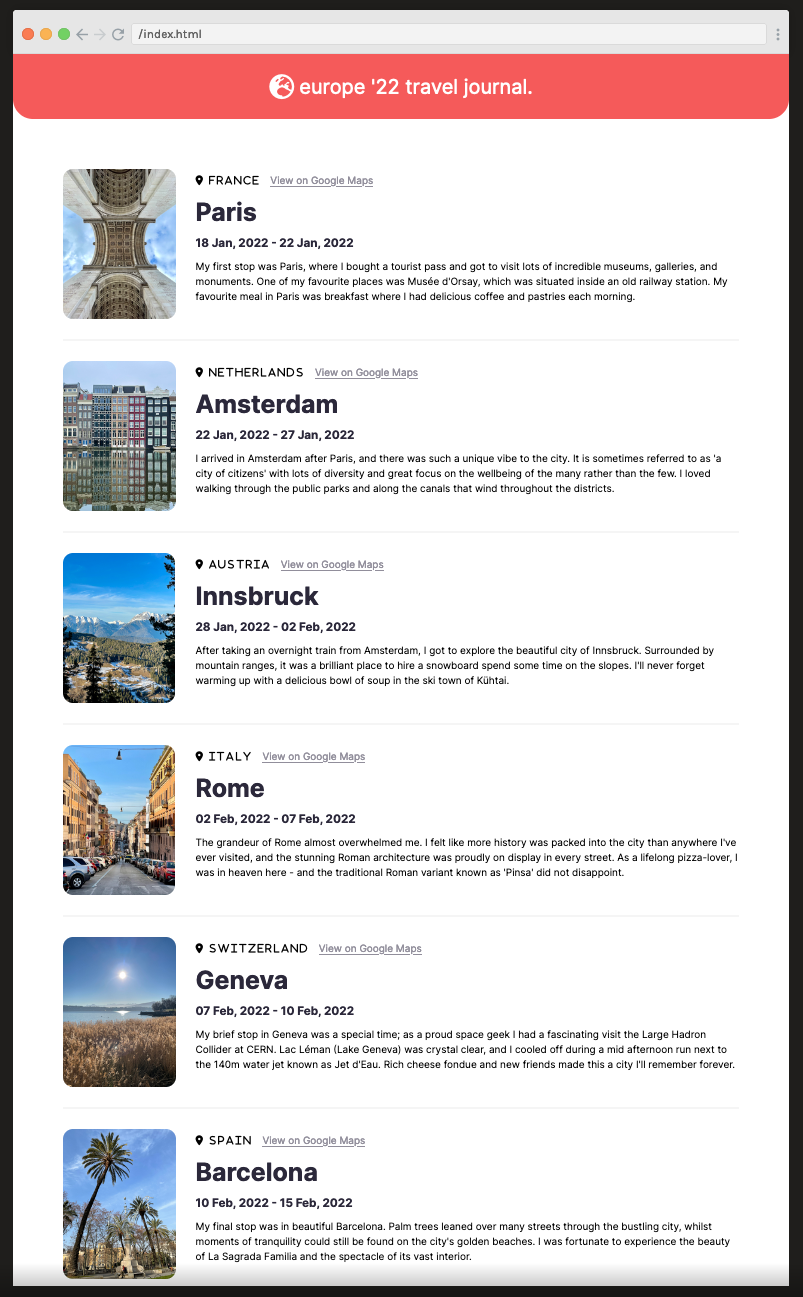 /index.html
europe '22 travel journal.
FRANCE View on Google Maps
Paris
18 Jan, 2022 - 22 Jan, 2022
My first stop was Paris, where I bought a tourist pass and got to visit lots of incredible museums, galleries, and
monuments. One of my favourite places was Musée d'Orsay, which was situated inside an old railway station. My
favourite meal in Paris was breakfast where I had delicious coffee and pastries each morning.
NETHERLANDS View on Google Maps
Amsterdam
22 Jan, 2022 - 27 Jan, 2022
I arrived in Amsterdam after Paris, and there was such a unique vibe to the city. It is sometimes referred to as 'a
city of citizens' with lots of diversity and great focus on the wellbeing of the many rather than the few. I loved
walking through the public parks and along the canals that wind throughout the districts.
AUSTRIA View on Google Maps
Innsbruck
28 Jan, 2022 - 02 Feb, 2022
After taking an overnight train from Amsterdam, I got to explore the beautiful city of Innsbruck. Surrounded by
mountain ranges, it was a brilliant place to hire a snowboard spend some time on the slopes. I'll never forget
warming up with a delicious bowl of soup in the ski town of Kühtai.
ITALY View on Google Maps
Rome
02 Feb, 2022 - 07 Feb, 2022
The grandeur of Rome almost overwhelmed me. I felt like more history was packed into the city than anywhere I've
ever visited, and the stunning Roman architecture was proudly on display in every street. As a lifelong pizza-lover, I
was in heaven here - and the traditional Roman variant known as 'Pinsa' did not disappoint.
SWITZERLAND View on Google Maps
Geneva
07 Feb, 2022 - 10 Feb, 2022
My brief stop in Geneva was a special time; as a proud space geek I had a fascinating visit the Large Hadron
Collider at CERN. Lac Léman (Lake Geneva) was crystal clear, and I cooled off during a mid afternoon run next to
the 140m water jet known as Jet d'Eau. Rich cheese fondue and new friends made this a city I'll remember forever.
SPAIN View on Google Maps
Barcelona
10 Feb, 2022 - 15 Feb, 2022
My final stop was in beautiful Barcelona. Palm trees leaned over many streets through the bustling city, whilst
moments of tranquility could still be found on the city's golden beaches. I was fortunate to experience the beauty
of La Sagrada Familia and the spectacle of its vast interior.